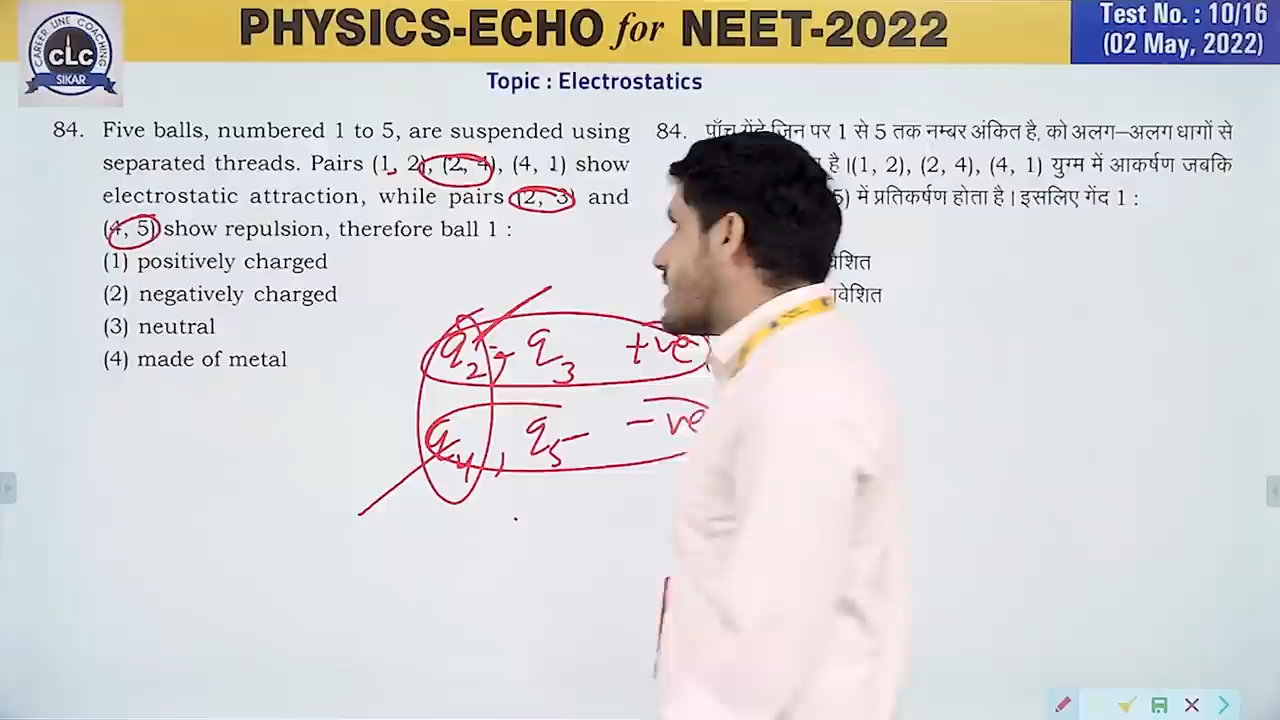 PHYSICS-ECHO for NEET-2022
Test No. : 10/16
(02 May, 2022)
CAREER LINE COACHING
CLC
SIKAR
Topic : Electrostatics
84. Five balls, numbered 1 to 5, are suspended using
separated threads. Pairs (1, 2), (2, 4), (4, 1) show
electrostatic attraction, while pairs (2, 3) and
(4, 5) show repulsion, therefore ball 1 :
(1) positively charged
(2) negatively charged
(3) neutral
(4) made of metal
84. पाँच गेंदे जिन पर 1 से 5 तक नम्बर अंकित है, को अलग–अलग धागों से
है। (1, 2), (2, 4), (4, 1) युग्म में आकर्षण जबकि
में प्रतिकर्षण होता है। इसलिए गेंद 1 :
q2, q3 +ve
q4, q5 -ve